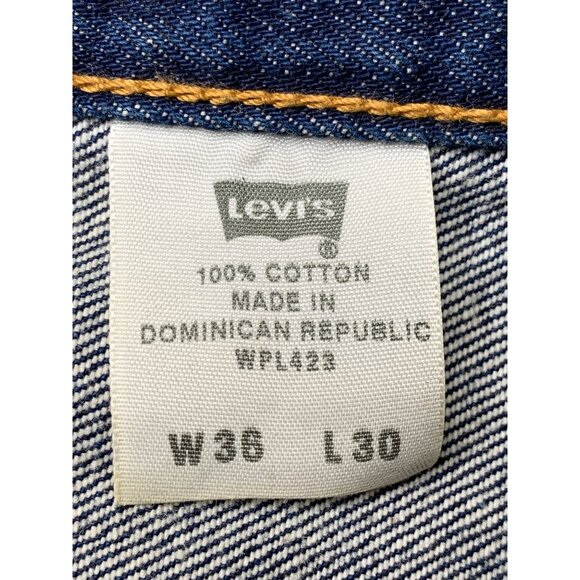 Levi's
®
100% COTTON
MADE IN
DOMINICAN REPUBLIC
WPL423
W36 L30